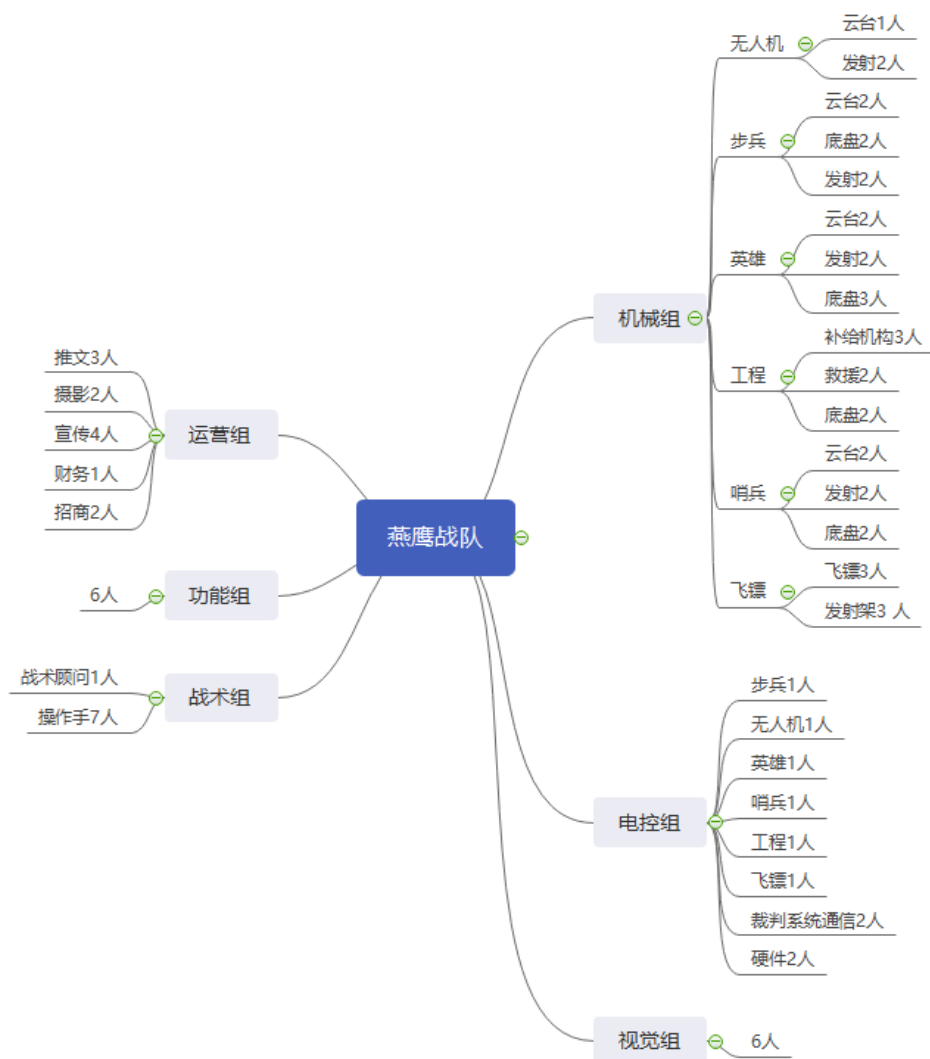 燕鹰战队
机械组
无人机
云台1人
发射2人
步兵
云台2人
底盘2人
发射2人
英雄
云台2人
发射2人
底盘3人
工程
补给机构3人
救援2人
底盘2人
哨兵
云台2人
发射2人
底盘2人
飞镖
飞镖3人
发射架3 人
电控组
步兵1人
无人机1人
英雄1人
哨兵1人
工程1人
飞镖1人
裁判系统通信2人
硬件2人
视觉组
6人
运营组
推文3人
摄影2人
宣传4人
财务1人
招商2人
功能组
6人
战术组
战术顾问1人
操作手7人